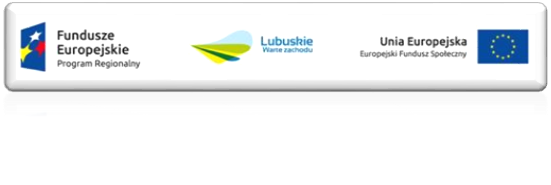 Fundusze
Europejskie
Program Regionalny
Lubuskie
Warte zachodu
Unia Europejska
Europejski Fundusz Społeczny